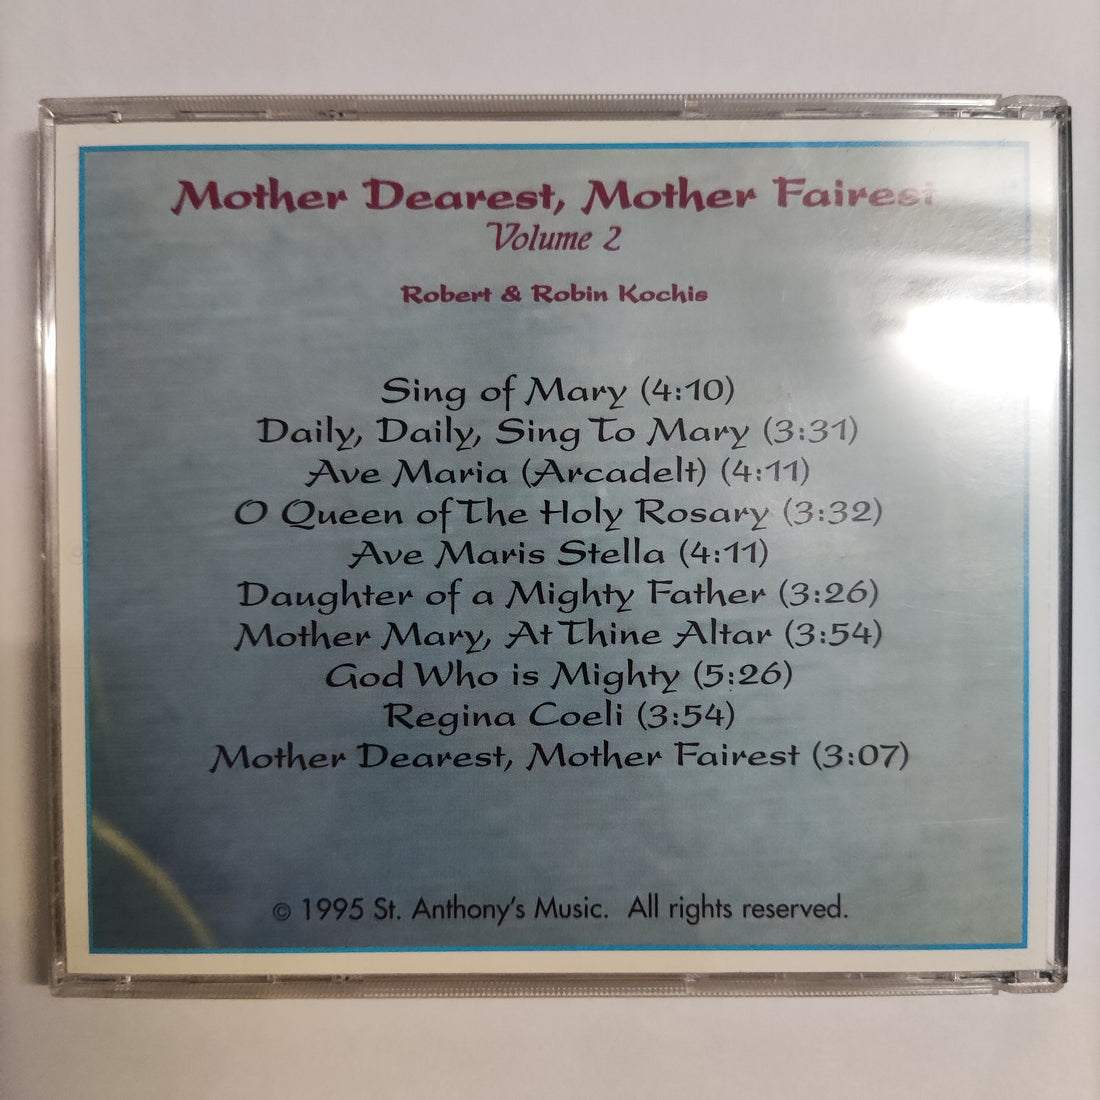 Mother Dearest, Mother Fairest
Volume 2
Robert & Robin Kochis
Sing of Mary (4:10)
Daily, Daily, Sing To Mary (3:31)
Ave Maria (Arcadelt) (4:11)
O Queen of The Holy Rosary (3:32)
Ave Maris Stella (4:11)
Daughter of a Mighty Father (3:26)
Mother Mary, At Thine Altar (3:54)
God Who is Mighty (5:26)
Regina Coeli (3:54)
Mother Dearest, Mother Fairest (3:07)
© 1995 St. Anthony's Music. All rights reserved.